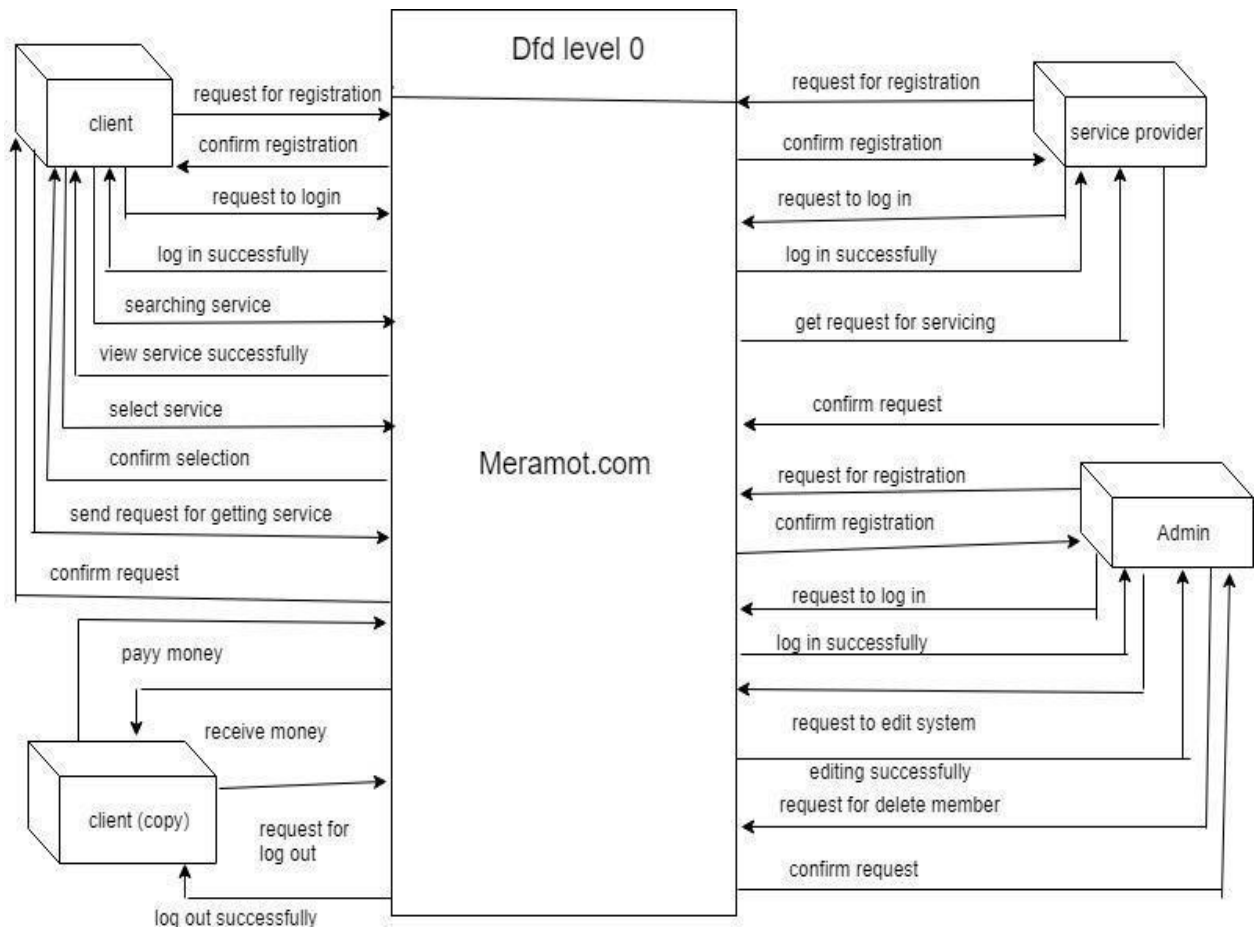 Dfd level 0
client
request for registration
confirm registration
request to login
log in successfully
searching service
view service successfully
select service
confirm selection
send request for getting service
confirm request
payy money
receive money
client (copy)
request for
log out
log out successfully
Meramot.com
request for registration
service provider
confirm registration
request to log in
log in successfully
get request for servicing
confirm request
request for registration
Admin
confirm registration
request to log in
log in successfully
request to edit system
editing successfully
request for delete member
confirm request